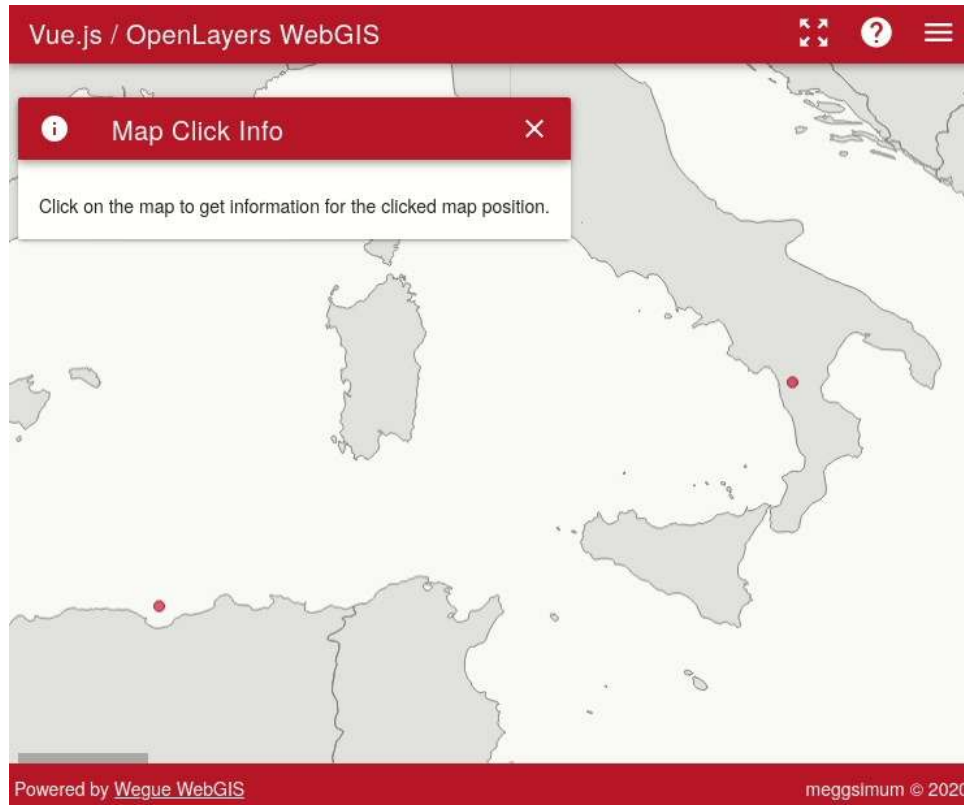 Vue.js / OpenLayers WebGIS
Map Click Info
Click on the map to get information for the clicked map position.
Powered by Wegue WebGIS
meggsimum © 2020